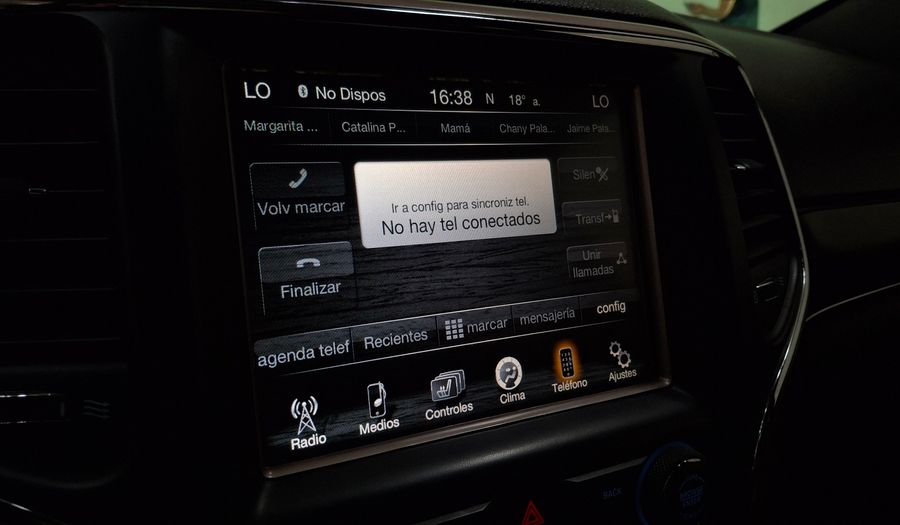 LO No Dispos 16:38 N 18° a. LO
Margarita ... Catalina P... Mamá Chany Pala... Jaime Pala...
Volv marcar
Ir a config para sincroniz tel.
No hay tel conectados
Silen
Transf
Finalizar
Unir
llamadas
agenda telef Recientes marcar mensajería config
Radio Medios Controles Clima Teléfono Ajustes
BACK